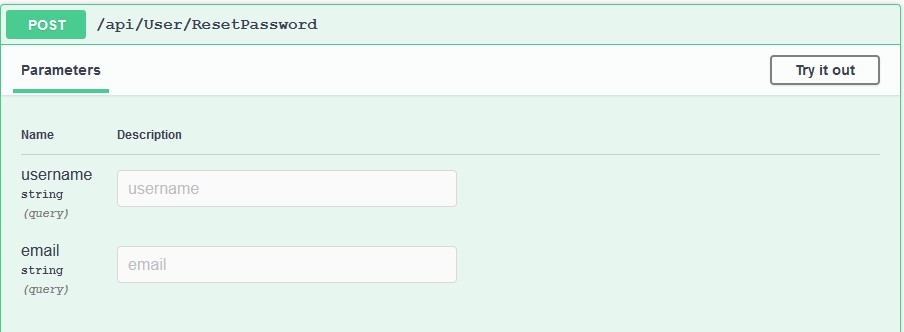 POST /api/User/ResetPassword
Parameters Try it out
Name Description
username
string
(query)
username
email
string
(query)
email